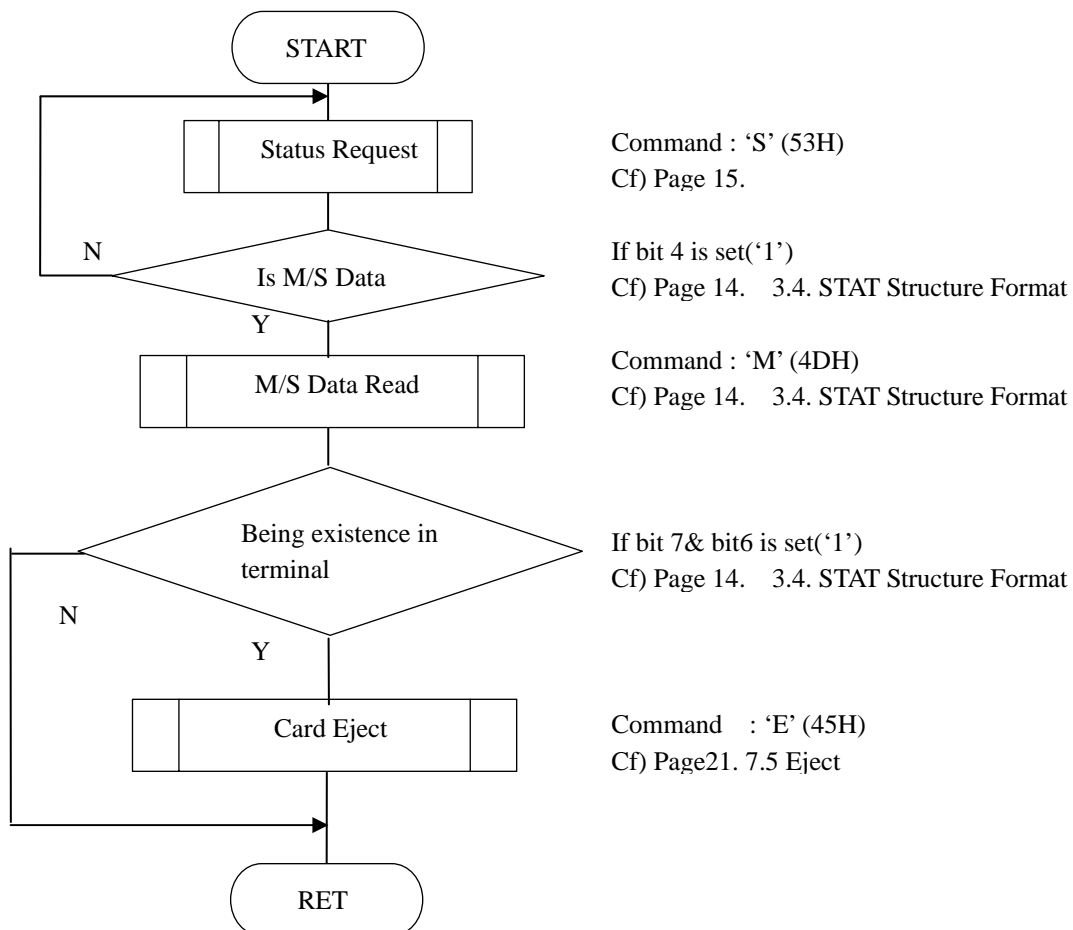 START
Status Request
Command : ‘S’ (53H)
Cf) Page 15.
N
Is M/S Data
If bit 4 is set(‘1’)
Cf) Page 14. 3.4. STAT Structure Format
Y
M/S Data Read
Command : ‘M’ (4DH)
Cf) Page 14. 3.4. STAT Structure Format
Being existence in
terminal
If bit 7& bit6 is set(‘1’)
Cf) Page 14. 3.4. STAT Structure Format
N
Y
Card Eject
Command : ‘E’ (45H)
Cf) Page21. 7.5 Eject
RET